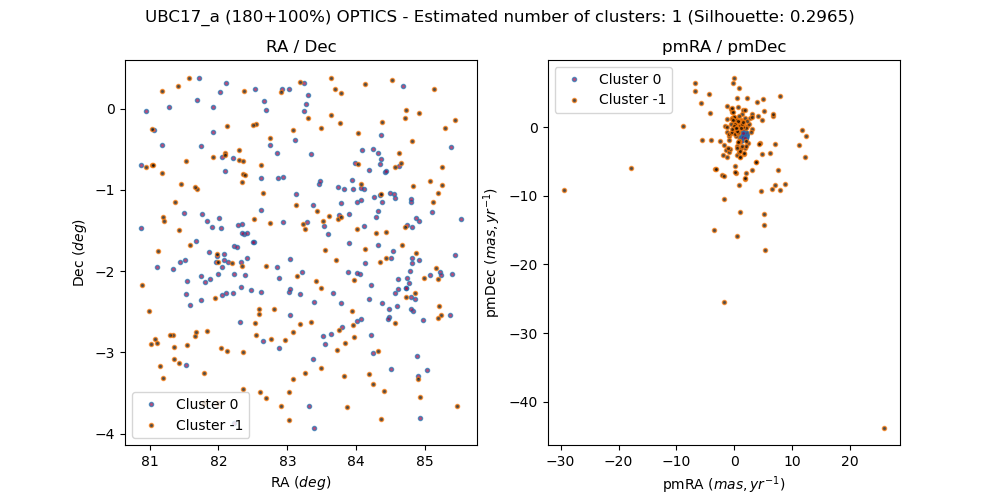 UBC17_a (180+100%) OPTICS - Estimated number of clusters: 1 (Silhouette: 0.2965)
RA / Dec
0
−1
−2
−3
−4
Dec (deg)
Cluster 0
Cluster -1
81 82 83 84 85
RA (deg)
pmRA / pmDec
Cluster 0
Cluster -1
0
−10
−20
−30
−40
pmDec (mas, yr⁻¹)
−30 −20 −10 0 10 20
pmRA (mas, yr⁻¹)